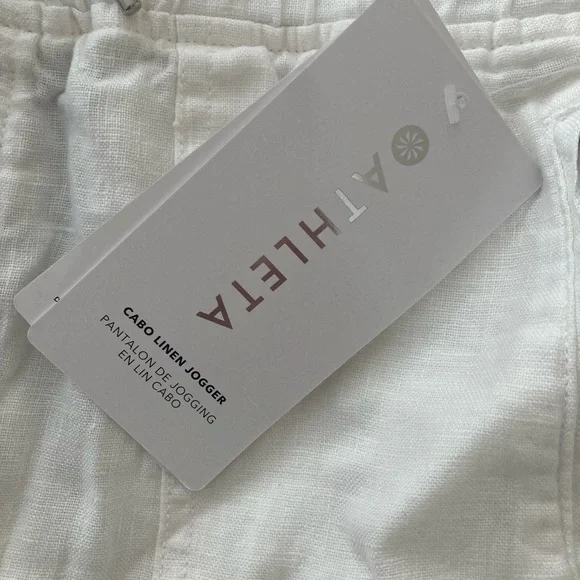 ATHLETA
CABO LINEN JOGGER
PANTALON DE JOGGING
EN LIN CABO